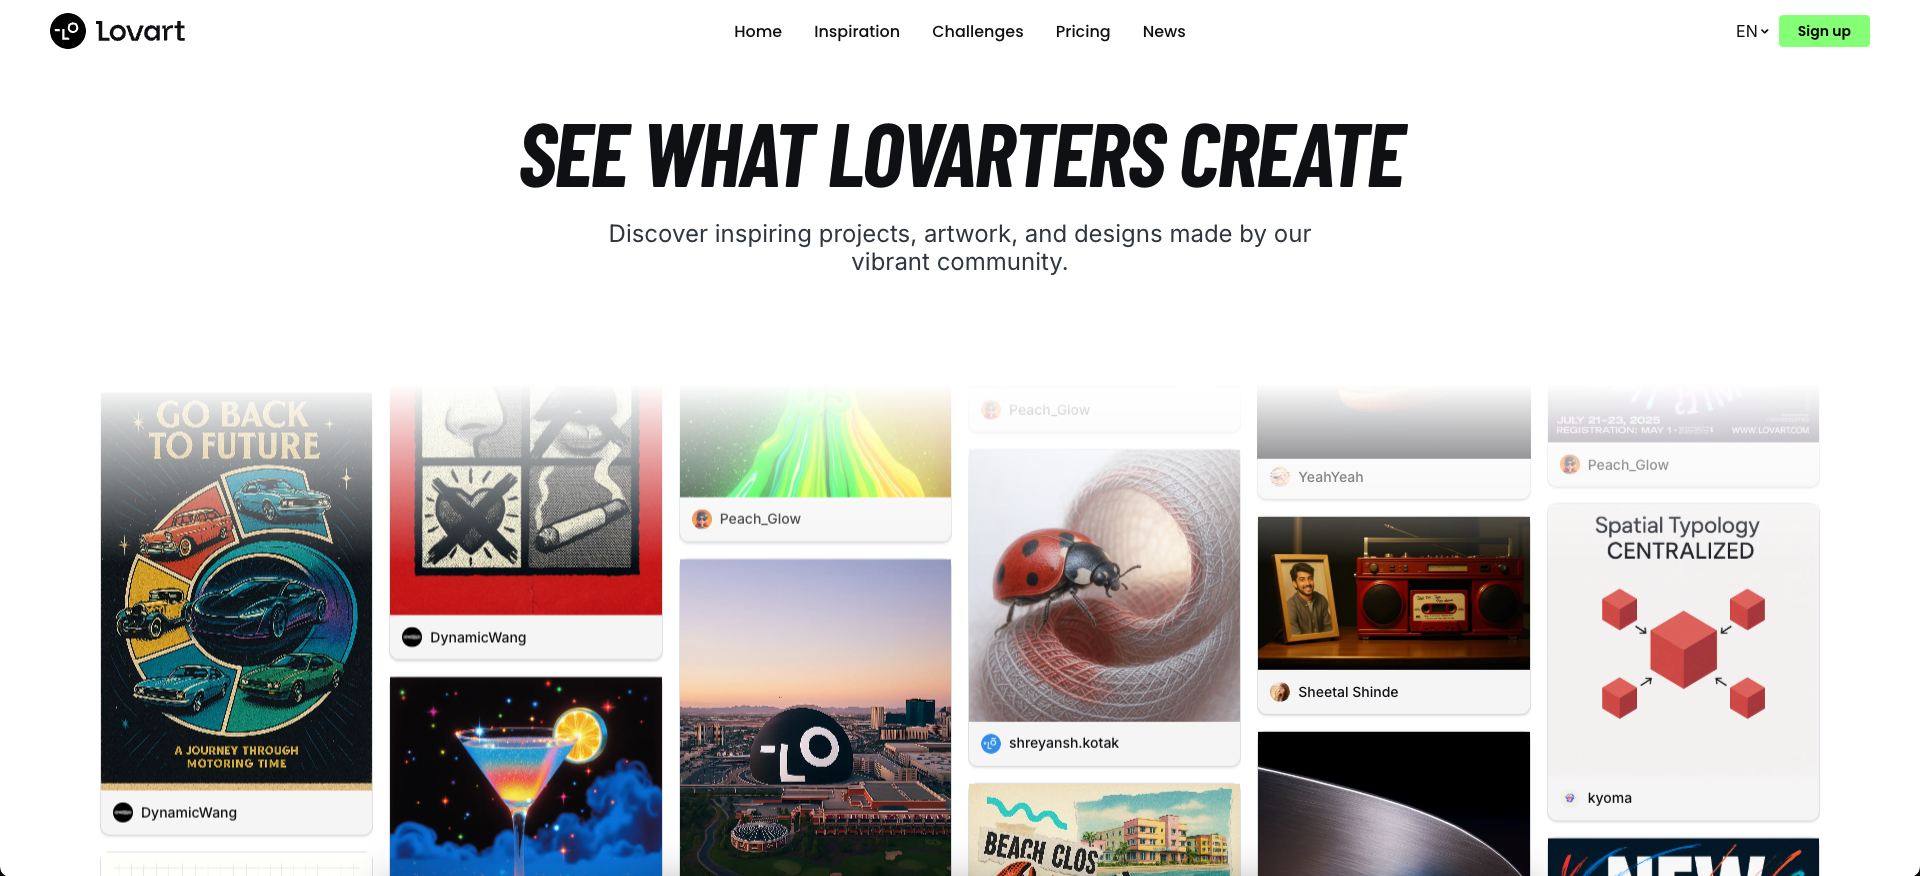 Lovart
Home
Inspiration
Challenges
Pricing
News
EN
Sign up
SEE WHAT LOVARTERS CREATE
Discover inspiring projects, artwork, and designs made by our
vibrant community.
GO BACK
TO FUTURE
A JOURNEY THROUGH
MOTORING TIME
DynamicWang
DynamicWang
Peach_Glow
LO
Peach_Glow
shreyansh.kotak
BEACH CLOS
YeahYeah
Sheetal Shinde
JULY 21-23, 2025
REGISTRATION: MAY 1
WWW.LOVART.COM
Peach_Glow
Spatial Typology
CENTRALIZED
kyoma
NEW